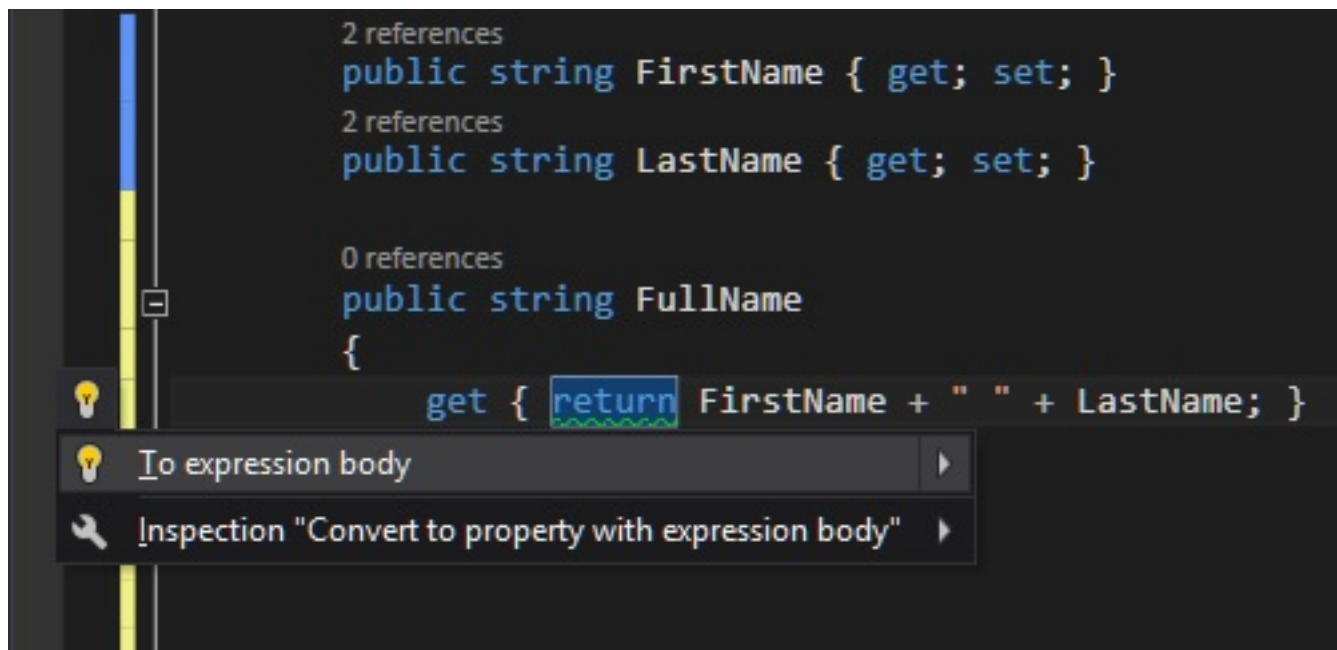 2 references
public string FirstName { get; set; }
2 references
public string LastName { get; set; }
0 references
public string FullName
{
get { return FirstName + " " + LastName; }
To expression body
Inspection "Convert to property with expression body"